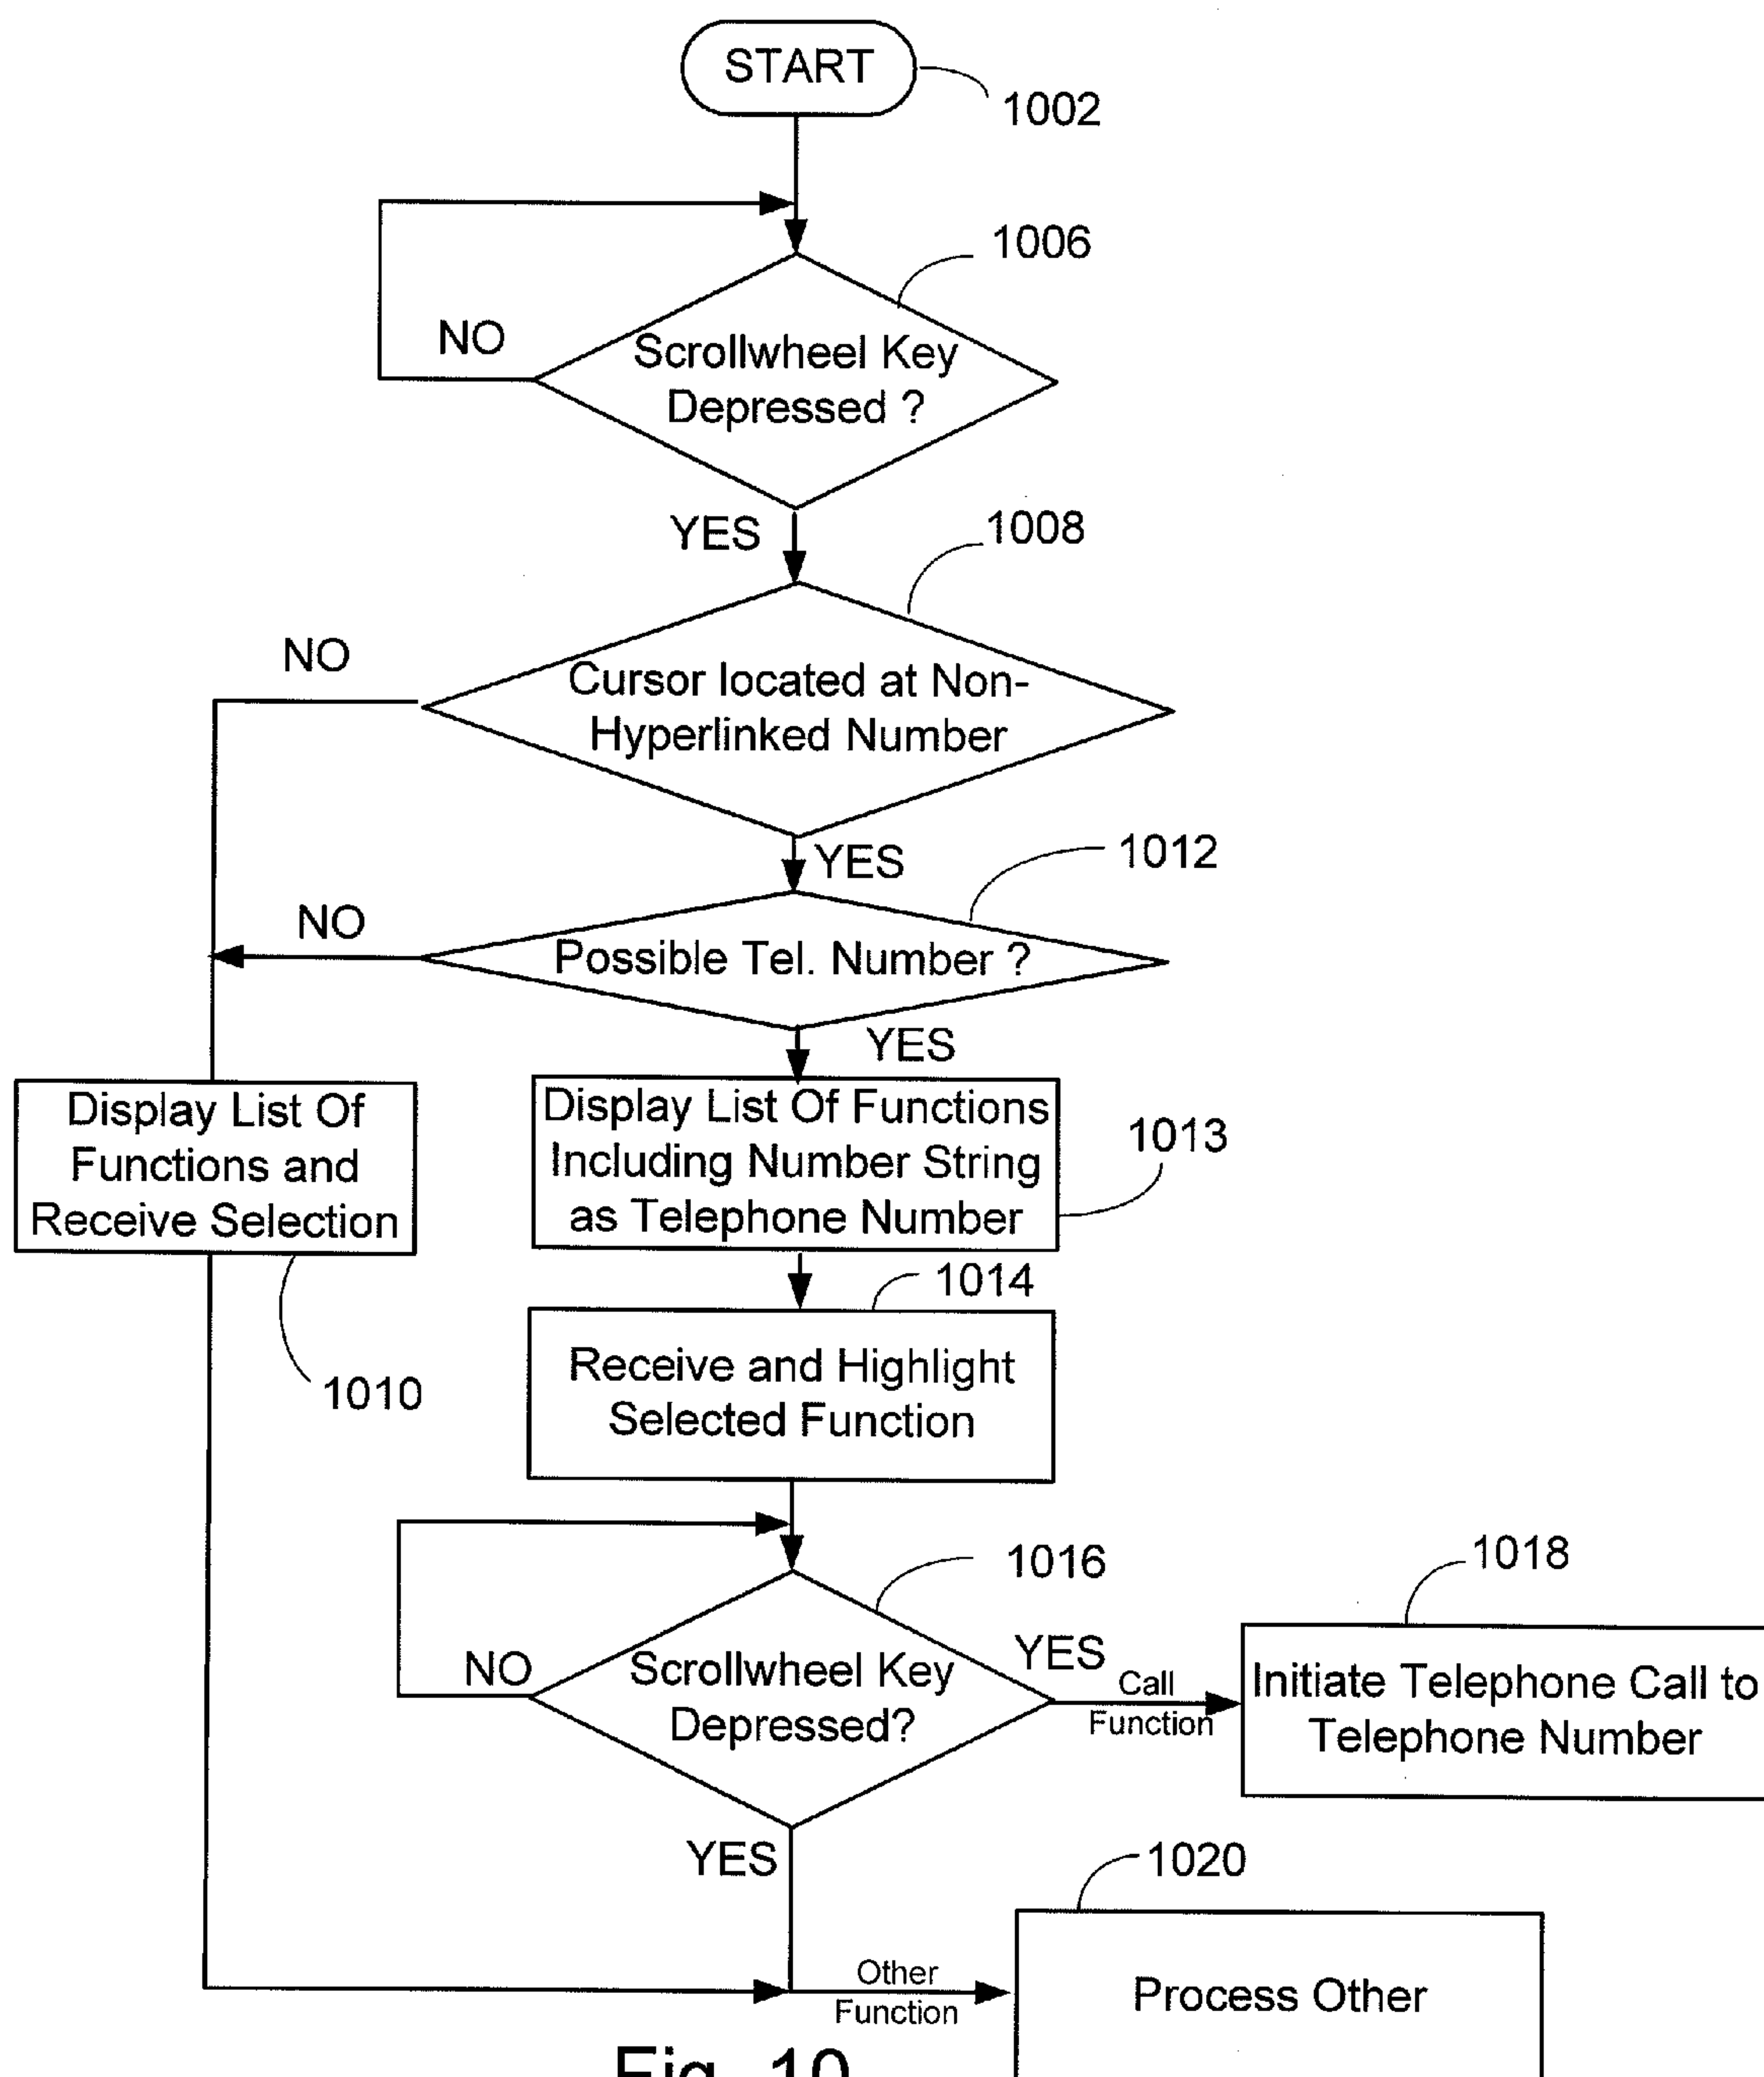 START
1002
1006
NO
Scrollwheel Key
Depressed ?
YES
1008
NO
Cursor located at Non-
Hyperlinked Number
YES
1012
NO
Possible Tel. Number ?
YES
Display List Of
Functions and
Receive Selection
1010
Display List Of Functions
Including Number String
as Telephone Number
1013
1014
Receive and Highlight
Selected Function
1016
NO
Scrollwheel Key
Depressed?
YES
Call
Function
1018
Initiate Telephone Call to
Telephone Number
YES
1020
Other
Function
Process Other
Fig. 10